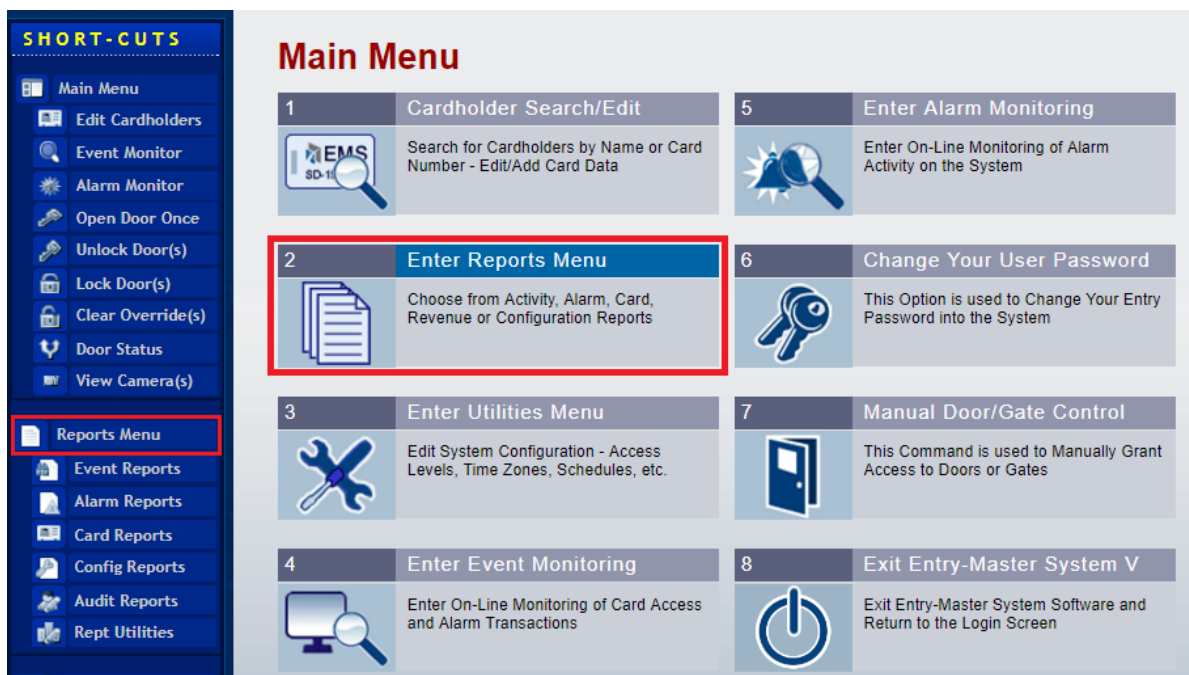 SHORT-CUTS
Main Menu
Edit Cardholders
Event Monitor
Alarm Monitor
Open Door Once
Unlock Door(s)
Lock Door(s)
Clear Override(s)
Door Status
View Camera(s)
Reports Menu
Event Reports
Alarm Reports
Card Reports
Config Reports
Audit Reports
Rept Utilities
Main Menu
1 Cardholder Search/Edit
EMS
Search for Cardholders by Name or Card
Number - Edit/Add Card Data
2 Enter Reports Menu
Choose from Activity, Alarm, Card,
Revenue or Configuration Reports
3 Enter Utilities Menu
Edit System Configuration - Access
Levels, Time Zones, Schedules, etc.
4 Enter Event Monitoring
Enter On-Line Monitoring of Card Access
and Alarm Transactions
5 Enter Alarm Monitoring
Enter On-Line Monitoring of Alarm
Activity on the System
6 Change Your User Password
This Option is used to Change Your Entry
Password into the System
7 Manual Door/Gate Control
This Command is used to Manually Grant
Access to Doors or Gates
8 Exit Entry-Master System V
Exit Entry-Master System Software and
Return to the Login Screen